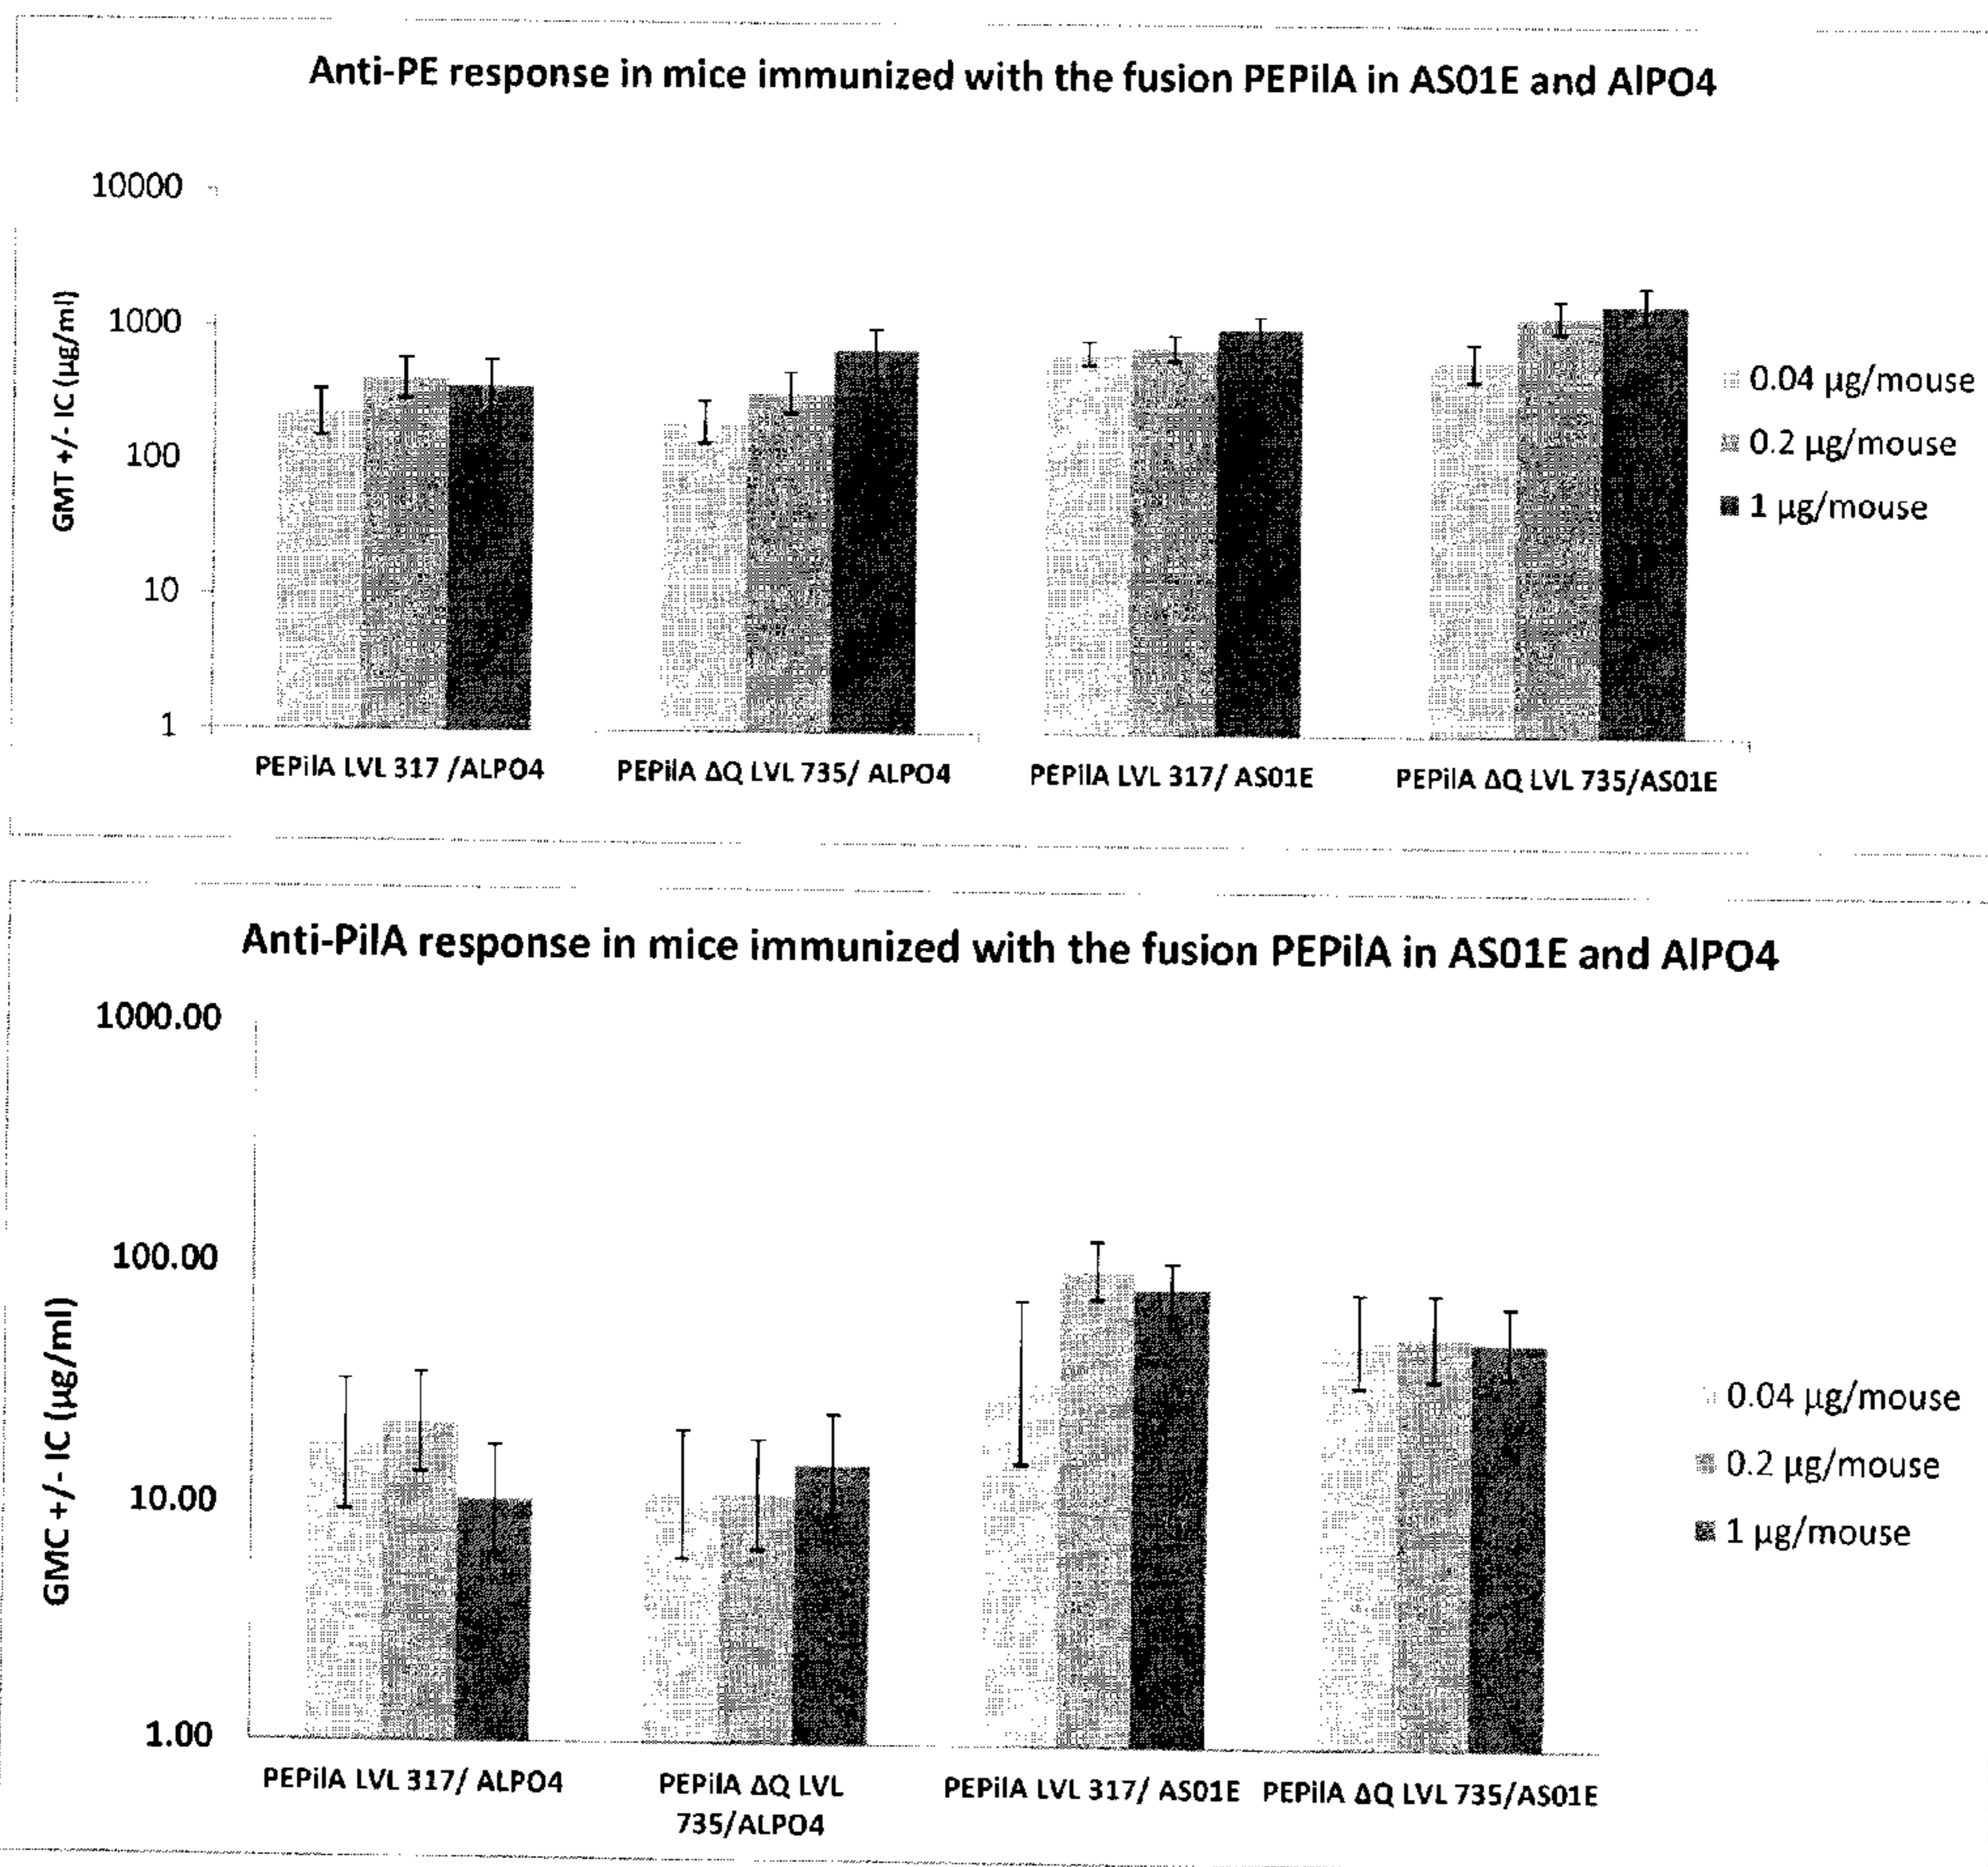 Anti-PE response in mice immunized with the fusion PEPilA in AS01E and AlPO4
10000
1000
100
10
1
GMT +/- IC (µg/ml)
PEPilA LVL 317 /ALPO4
PEPilA ΔQ LVL 735/ ALPO4
PEPilA LVL 317/ AS01E
PEPilA ΔQ LVL 735/AS01E
0.04 µg/mouse
0.2 µg/mouse
1 µg/mouse
Anti-PilA response in mice immunized with the fusion PEPilA in AS01E and AlPO4
1000.00
100.00
10.00
1.00
GMC +/- IC (µg/ml)
PEPilA LVL 317/ ALPO4
PEPilA ΔQ LVL
735/ALPO4
PEPilA LVL 317/ AS01E
PEPilA ΔQ LVL 735/AS01E
0.04 µg/mouse
0.2 µg/mouse
1 µg/mouse